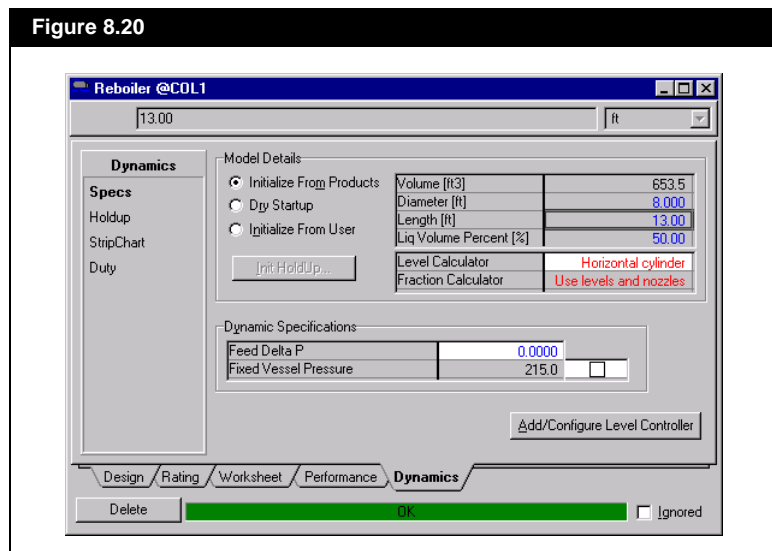 Figure 8.20
Reboiler @COL1
13.00 ft
Dynamics
Specs
Holdup
StripChart
Duty
Model Details
Initialize From Products
Dry Startup
Initialize From User
Init HoldUp...
Volume [ft3] 653.5
Diameter [ft] 8.000
Length [ft] 13.00
Liq Volume Percent [%] 50.00
Level Calculator Horizontal cylinder
Fraction Calculator Use levels and nozzles
Dynamic Specifications
Feed Delta P 0.0000
Fixed Vessel Pressure 215.0
Add/Configure Level Controller
Design Rating Worksheet Performance Dynamics
Delete OK Ignored